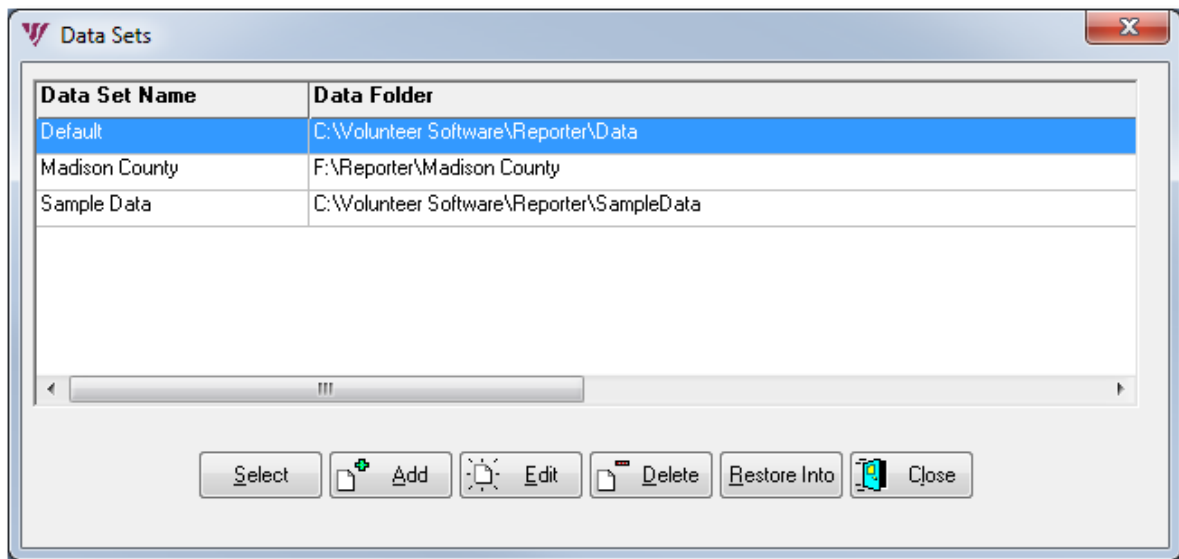 Data Sets
Data Set Name Data Folder
Default C:\Volunteer Software\Reporter\Data
Madison County F:\Reporter\Madison County
Sample Data C:\Volunteer Software\Reporter\SampleData
Select Add Edit Delete Restore Into Close